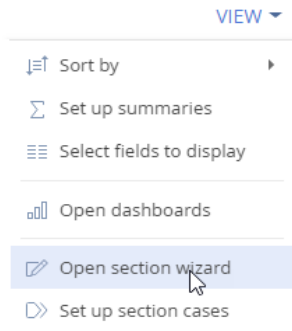 VIEW
Sort by
Set up summaries
Select fields to display
Open dashboards
Open section wizard
Set up section cases